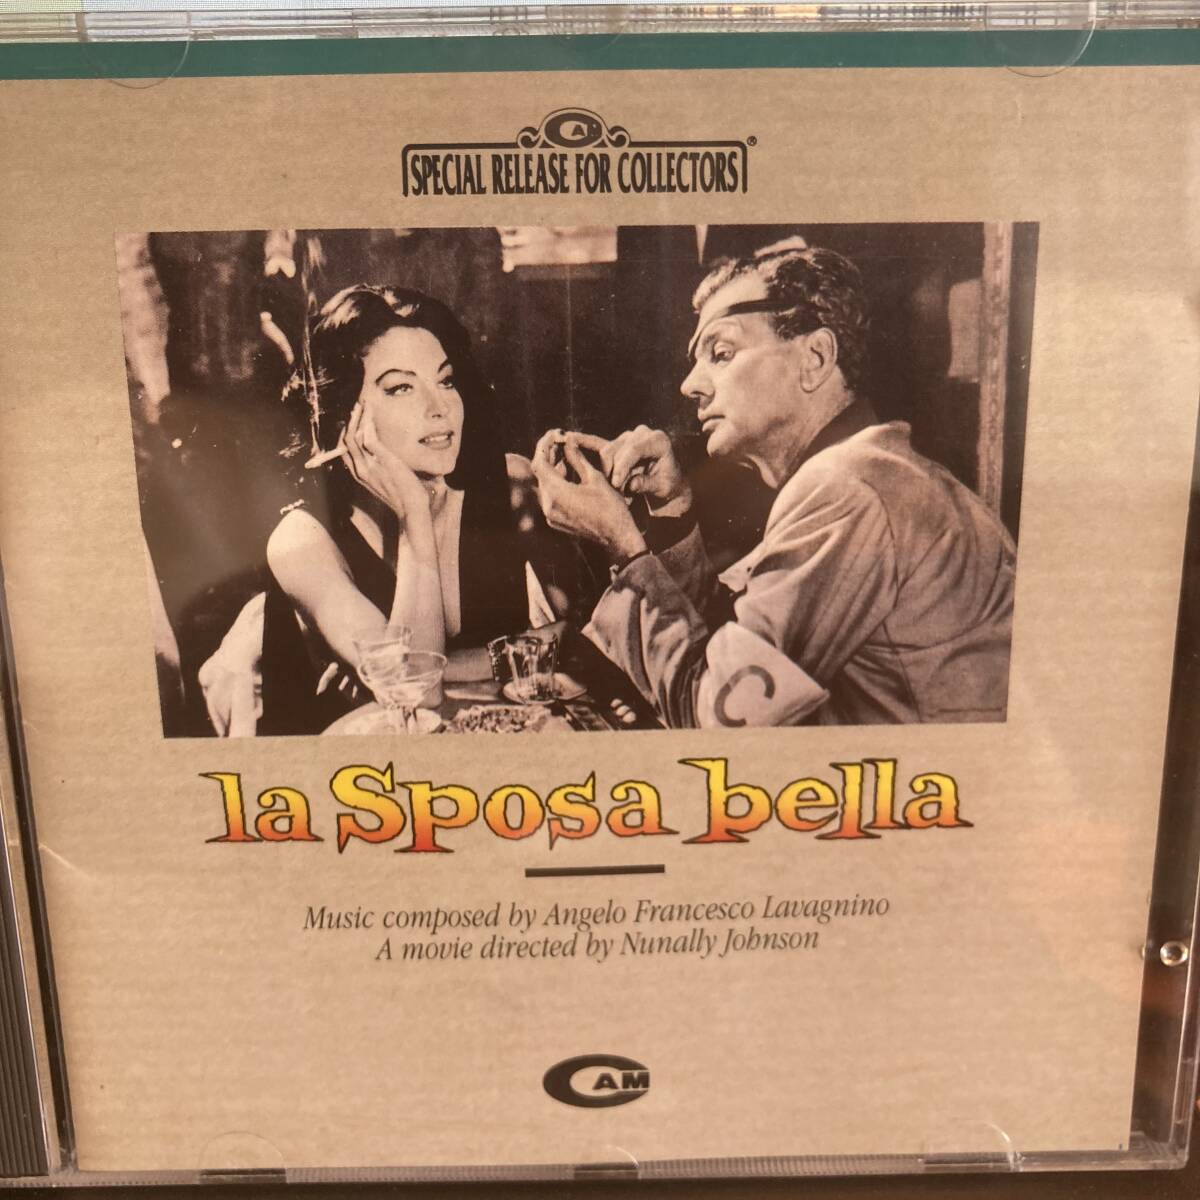 CAM
SPECIAL RELEASE FOR COLLECTORS®
C
la Sposa bella
Music composed by Angelo Francesco Lavagnino
A movie directed by Nunally Johnson
CAM